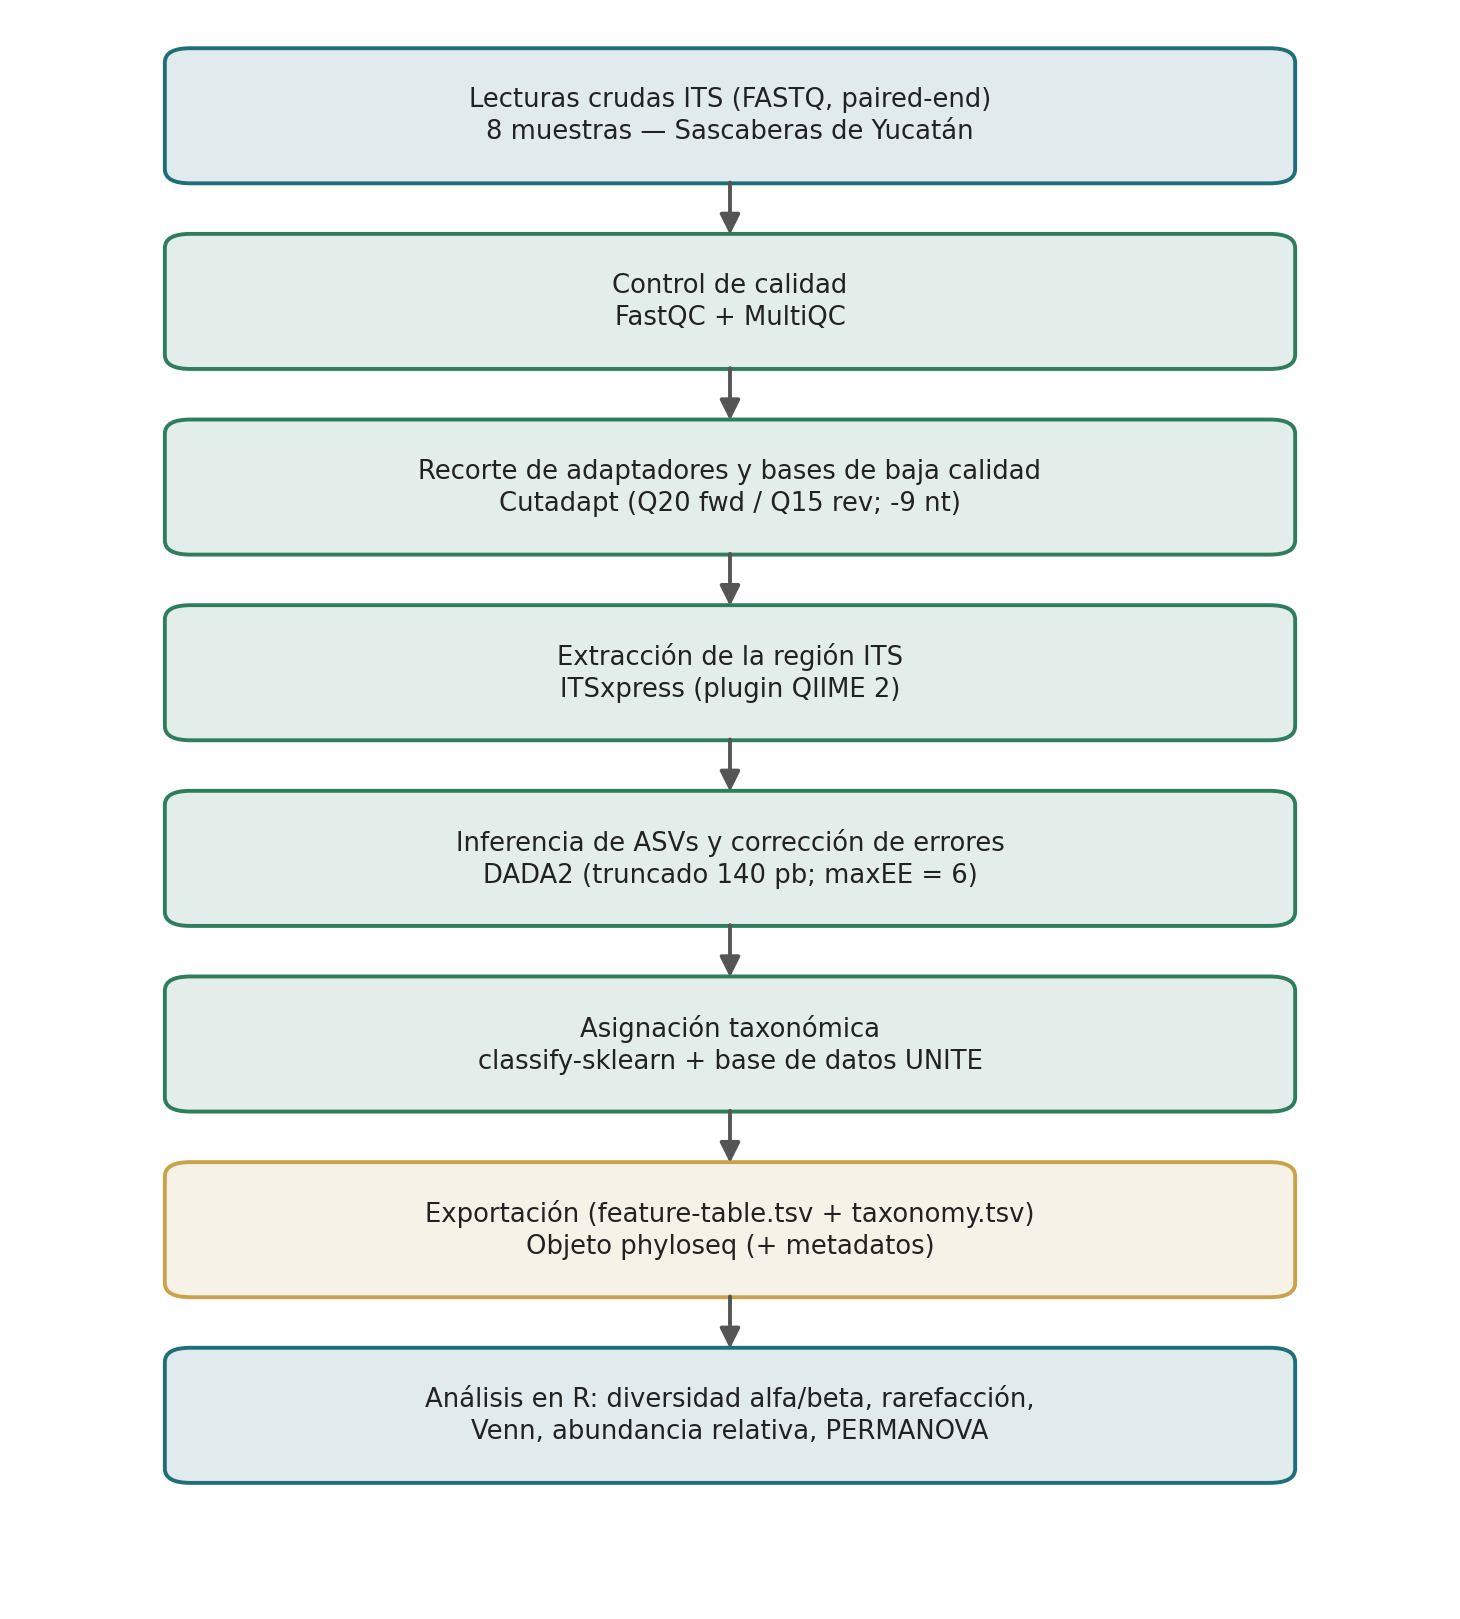 Lecturas crudas ITS (FASTQ, paired-end)
8 muestras — Sascaberas de Yucatán
Control de calidad
FastQC + MultiQC
Recorte de adaptadores y bases de baja calidad
Cutadapt (Q20 fwd / Q15 rev; -9 nt)
Extracción de la región ITS
ITSxpress (plugin QIIME 2)
Inferencia de ASVs y corrección de errores
DADA2 (truncado 140 pb; maxEE = 6)
Asignación taxonómica
classify-sklearn + base de datos UNITE
Exportación (feature-table.tsv + taxonomy.tsv)
Objeto phyloseq (+ metadatos)
Análisis en R: diversidad alfa/beta, rarefacción,
Venn, abundancia relativa, PERMANOVA